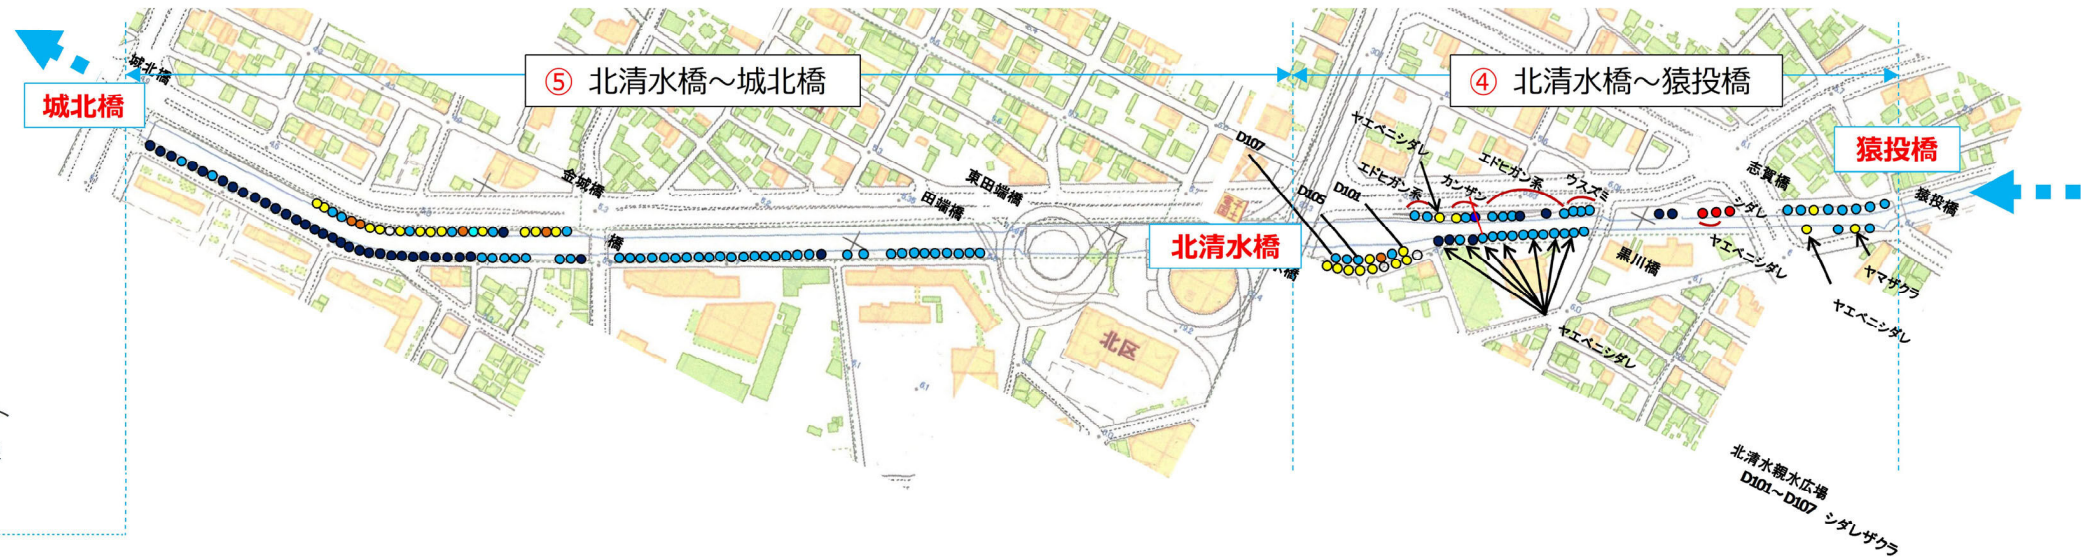 ⑤ 北清水橋～城北橋
④ 北清水橋～猿投橋
城北橋
城北橋
金城橋
東田端橋
田端橋
橋
北清水橋
北区
D107
D105
D101
ヤエベニシダレ
エドヒガン系
カンザン
エドヒガン系
ウスズミ
志賀橋
シダレ
ヤエベニシダレ
黒川橋
猿投橋
猿投橋
ヤマザクラ
ヤエベニシダレ
ヤエベニシダレ
北清水親水広場
D101～D107 シダレザクラ